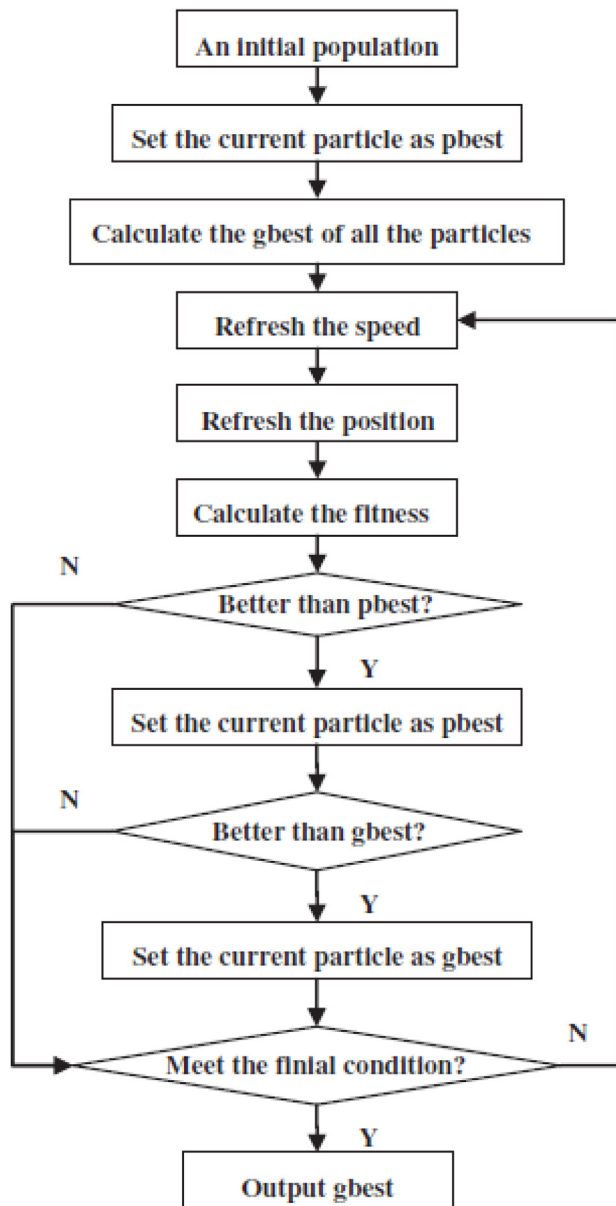 An initial population
Set the current particle as pbest
Calculate the gbest of all the particles
Refresh the speed
Refresh the position
Calculate the fitness
N
Better than pbest?
Y
Set the current particle as pbest
N
Better than gbest?
Y
Set the current particle as gbest
N
Meet the finial condition?
Y
Output gbest